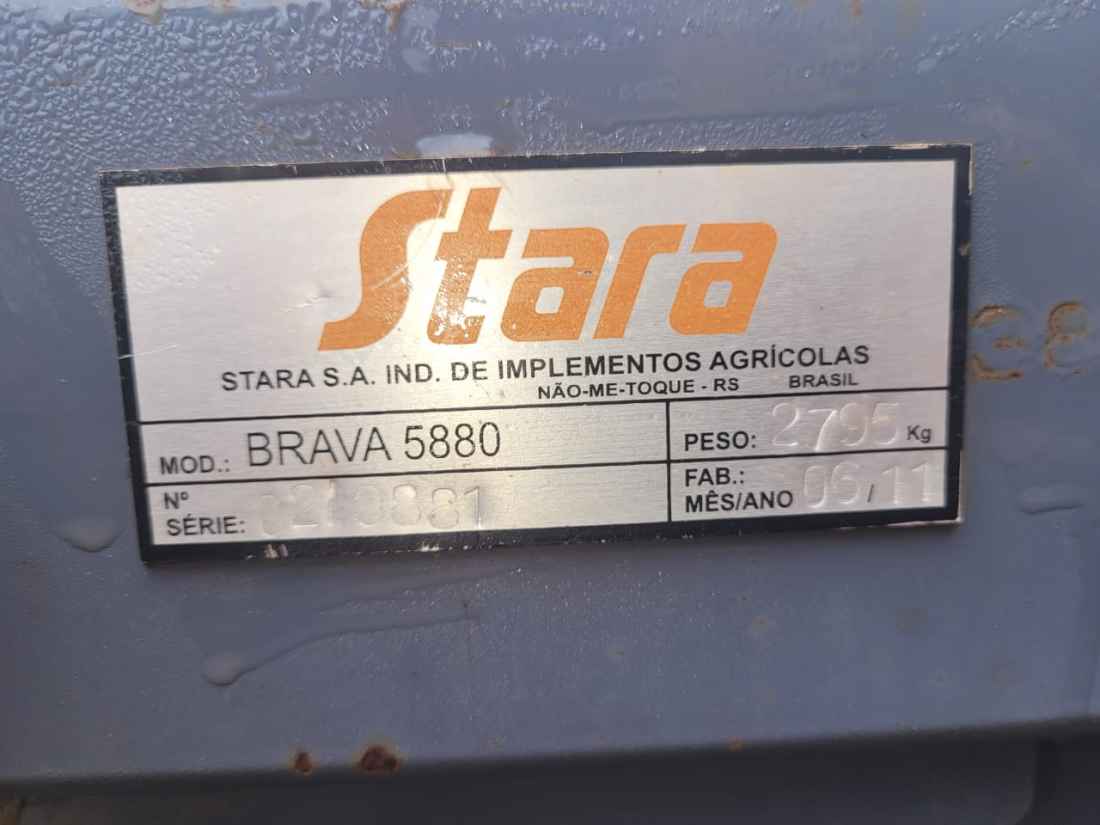 Stara
STARA S.A. IND. DE IMPLEMENTOS AGRÍCOLAS
NÃO-ME-TOQUE - RS BRASIL
MOD.: BRAVA 5880
PESO: 2795 Kg
Nº
SÉRIE:
FAB.:
MÊS/ANO 06/11